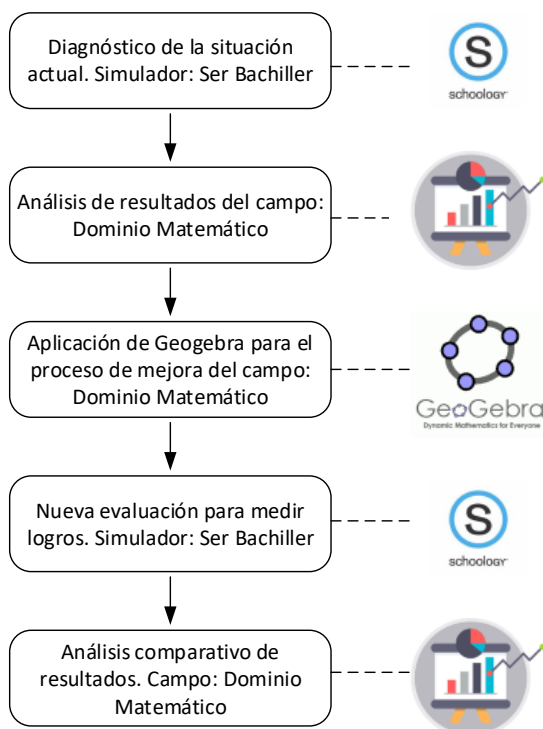 Diagnóstico de la situación
actual. Simulador: Ser Bachiller
S
schoology
Análisis de resultados del campo:
Dominio Matemático
Aplicación de Geogebra para el
proceso de mejora del campo:
Dominio Matemático
GeoGebra
Dynamic Mathematics for Everyone
Nueva evaluación para medir
logros. Simulador: Ser Bachiller
S
schoology
Análisis comparativo de
resultados. Campo: Dominio
Matemático